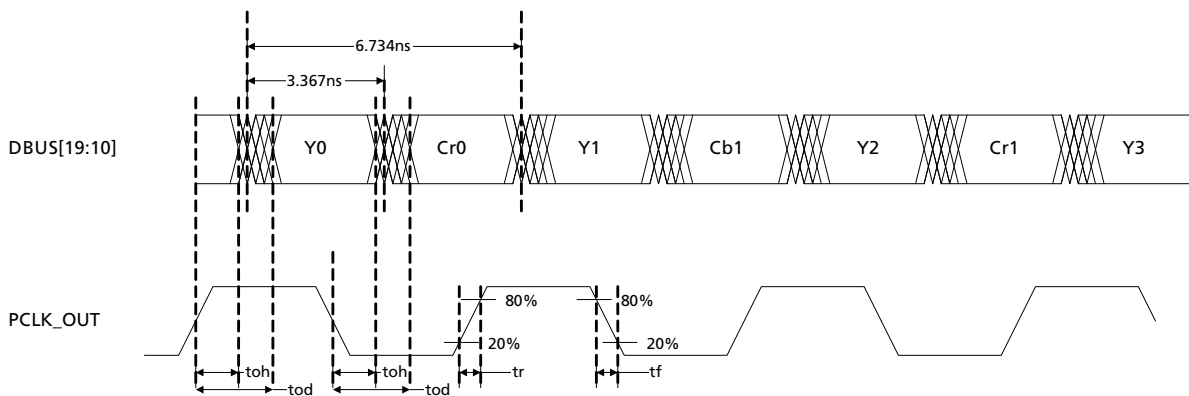 6.734ns
3.367ns
DBUS[19:10] Y0 Cr0 Y1 Cb1 Y2 Cr1 Y3
80% 80%
PCLK_OUT
20% 20%
toh toh tr tf
tod tod